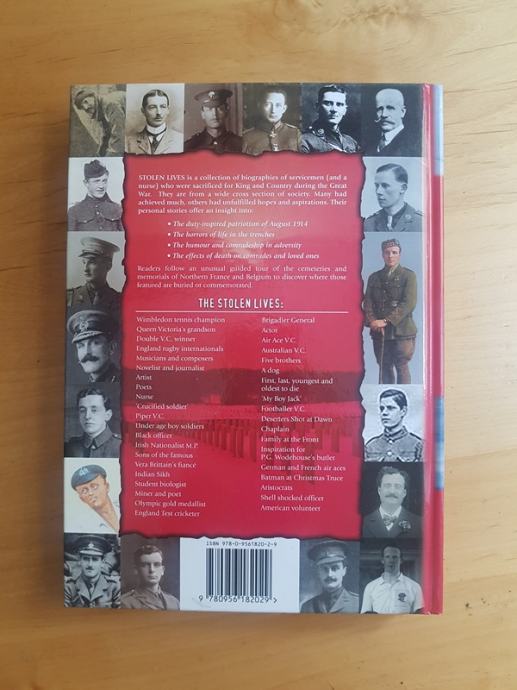 STOLEN LIVES is a collection of biographies of servicemen (and a
nurse) who were sacrificed for King and Country during the Great
War. They are from a wide cross section of society. Many had
achieved much, others had unfulfilled hopes and aspirations. Their
personal stories offer an insight into:
• The duty-inspired patriotism of August 1914
• The horrors of life in the trenches
• The humour and comradeship in adversity
• The effects of death on comrades and loved ones
Readers follow an unusual guided tour of the cemeteries and
memorials of Northern France and Belgium to discover where those
featured are buried or commemorated.
THE STOLEN LIVES:
Wimbledon tennis champion
Queen Victoria's grandson
Double V.C. winner
England rugby internationals
Musicians and composers
Novelist and journalist
Artist
Poets
Nurse
'Crucified soldier'
Piper V.C.
Under age boy soldiers
Black officer
Irish Nationalist M.P.
Sons of the famous
Vera Brittain's fiancé
Indian Sikh
Student biologist
Miner and poet
Olympic gold medallist
England Test cricketer
Brigadier General
Actor
Air Ace V.C.
Australian V.C.
Five brothers
A dog
First, last, youngest and
oldest to die
'My Boy Jack'
Footballer V.C.
Deserters Shot at Dawn
Chaplain
Family at the Front
Inspiration for
P.G. Wodehouse's butler
German and French air aces
Batman at Christmas Truce
Aristocrats
Shell shocked officer
American volunteer
ISBN 978-0-9561820-2-9
9 780956 182029 >